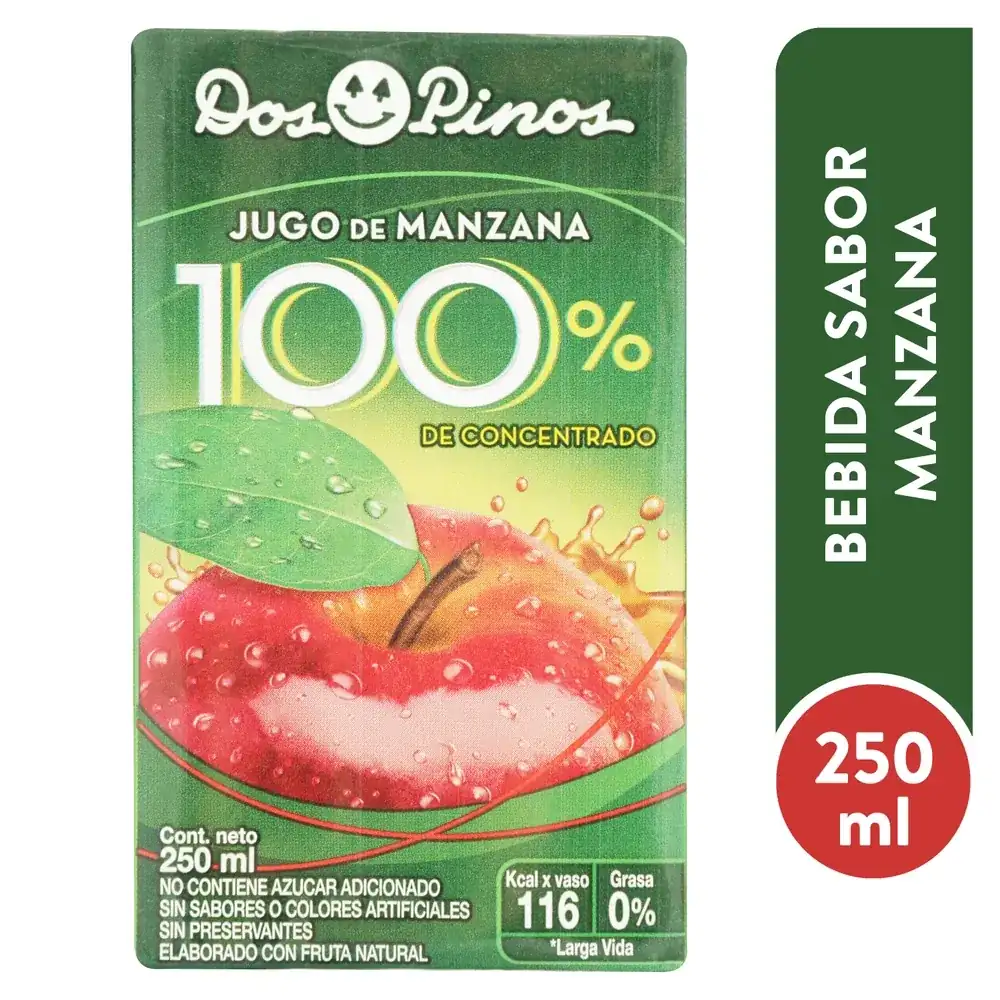 Dos Pinos
JUGO DE MANZANA
100%
DE CONCENTRADO
Cont. neto
250 ml
NO CONTIENE AZUCAR ADICIONADO
SIN SABORES O COLORES ARTIFICIALES
SIN PRESERVANTES
ELABORADO CON FRUTA NATURAL
Kcal x vaso
116
Grasa
0%
*Larga Vida
BEBIDA SABOR
MANZANA
250
ml